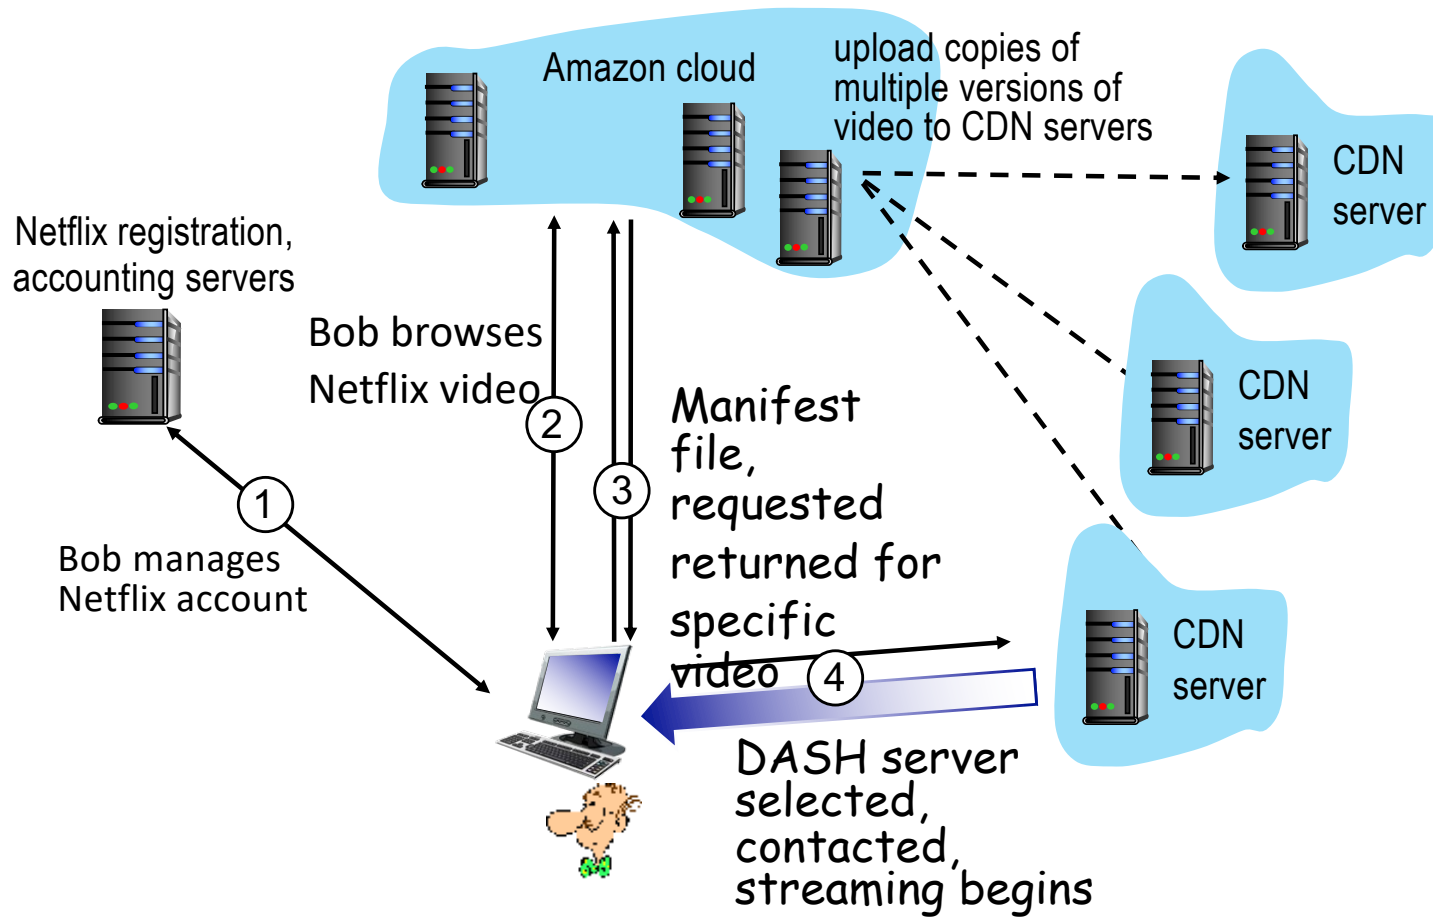 Amazon cloud
upload copies of
multiple versions of
video to CDN servers
CDN
server
Netflix registration,
accounting servers
Bob browses
Netflix video
2
CDN
server
Manifest
file,
requested
returned for
specific
video
3
1
Bob manages
Netflix account
4
CDN
server
DASH server
selected,
contacted,
streaming begins